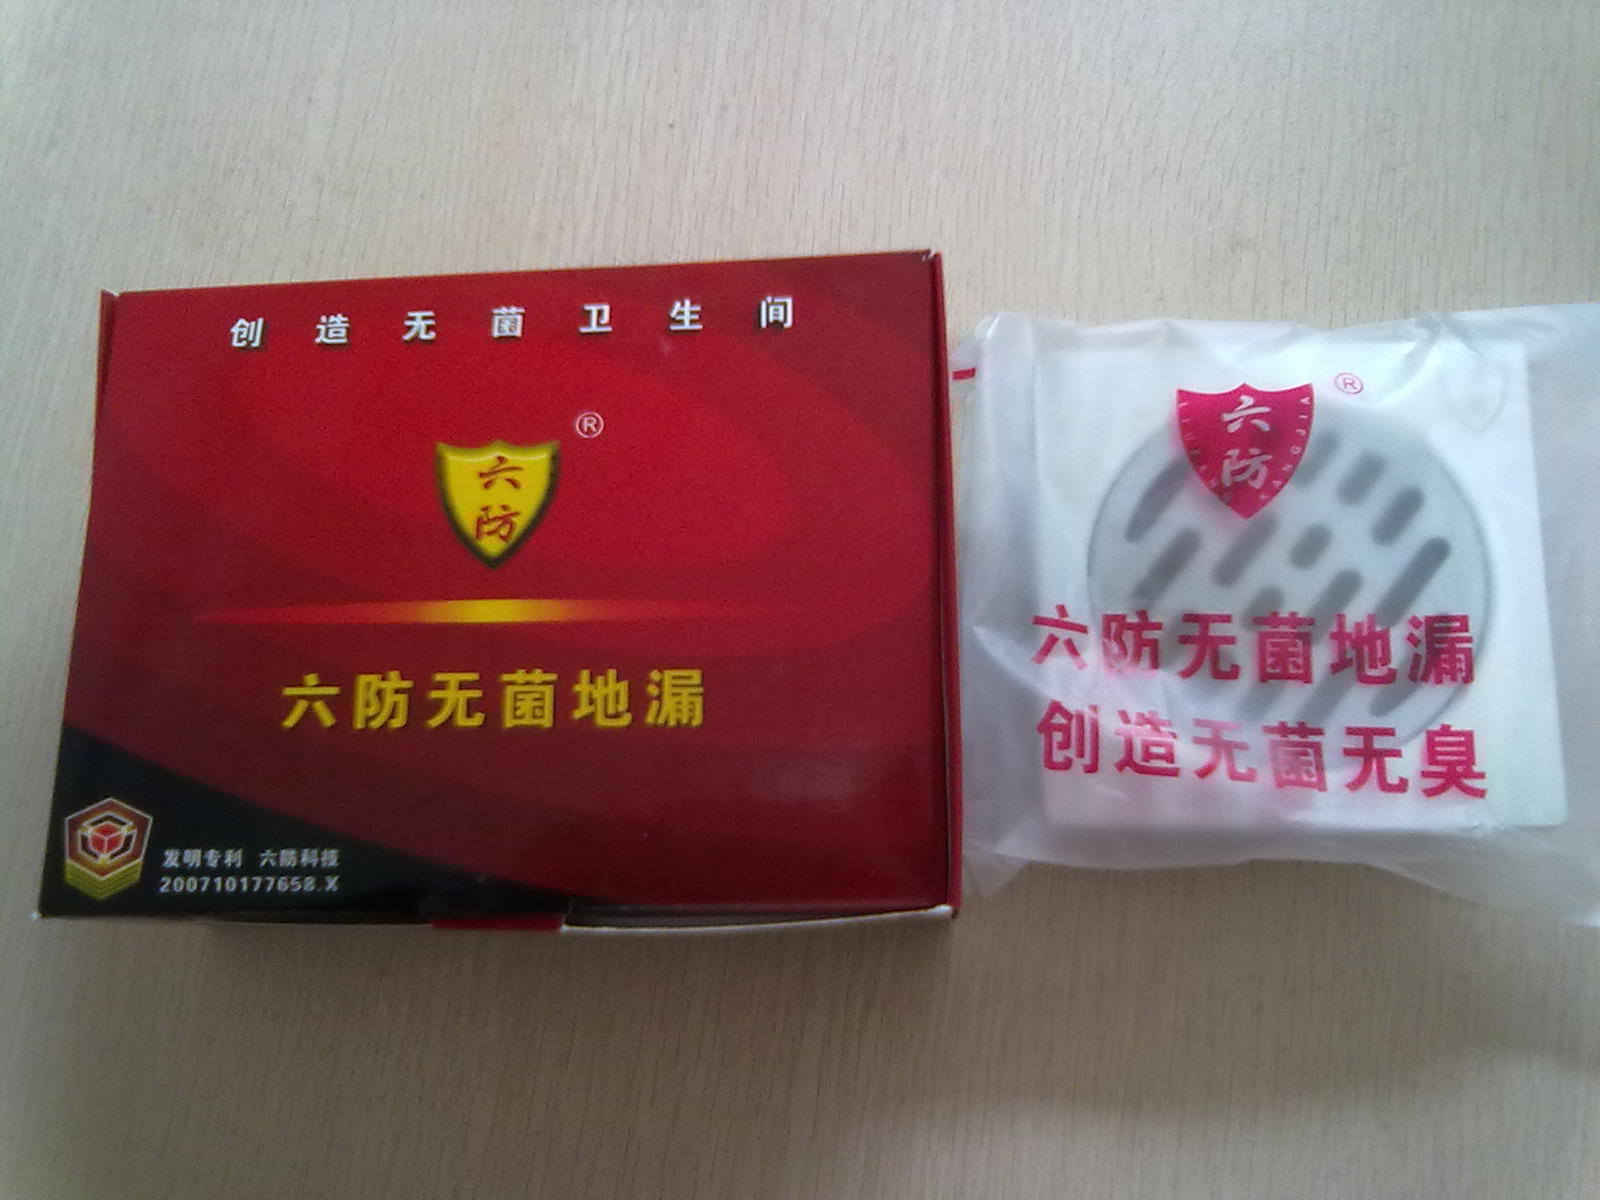 创造无菌卫生间
®
六
防
六防无菌地漏
发明专利 六防科技
200710177658.X
®
六
防
六防无菌地漏
创造无菌无臭